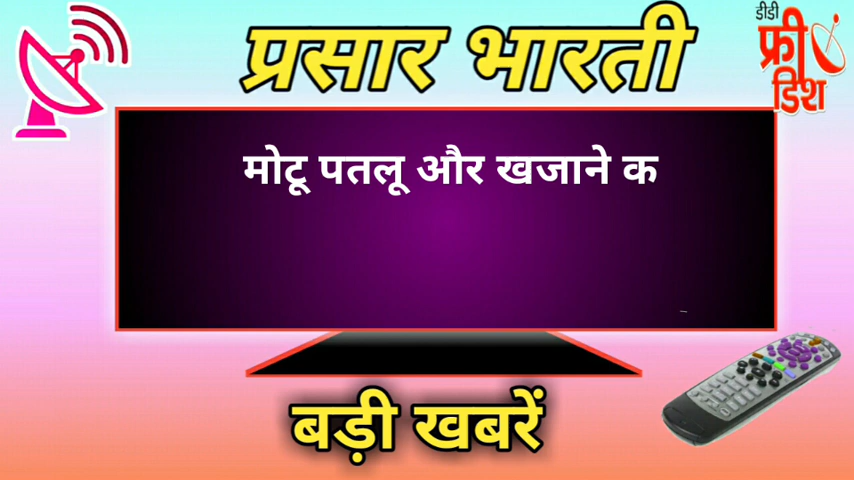 प्रसार भारती
डीडी
फ्री
डिश
मोटू पतलू और खजाने क
बड़ी खबरें